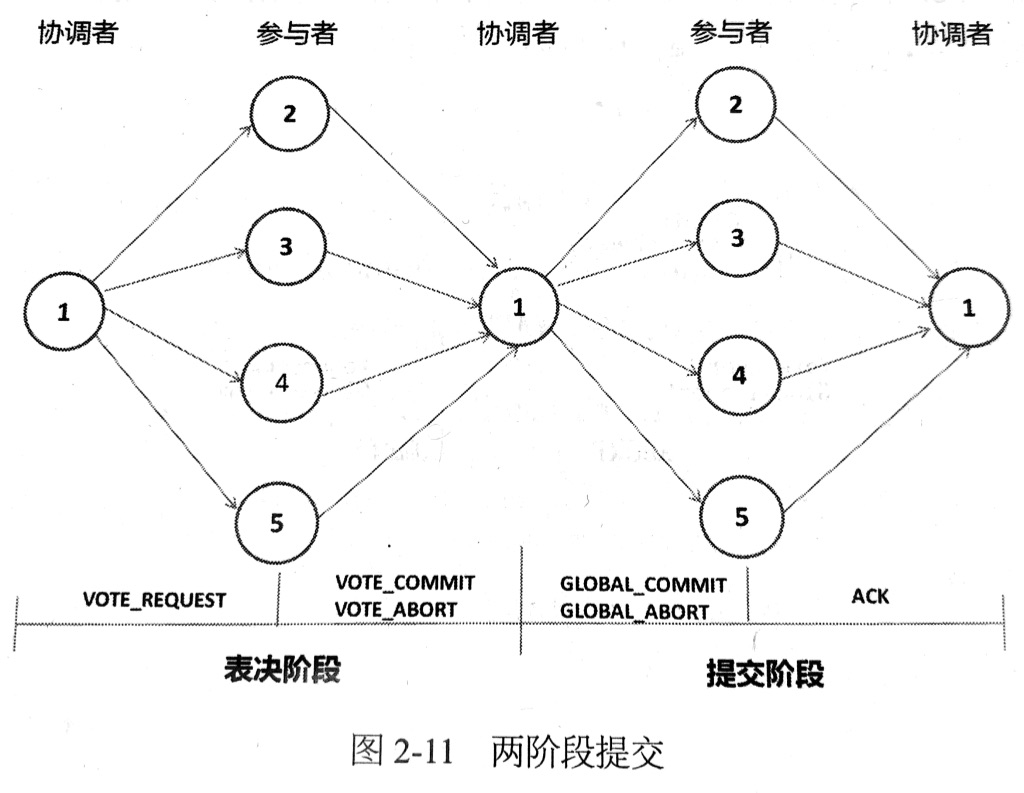 协调者 参与者 协调者 参与者 协调者
2 2
3 3
1 1 1
4 4
5 5
VOTE_REQUEST VOTE_COMMIT GLOBAL_COMMIT ACK
VOTE_ABORT GLOBAL_ABORT
表决阶段 提交阶段
图 2-11 两阶段提交